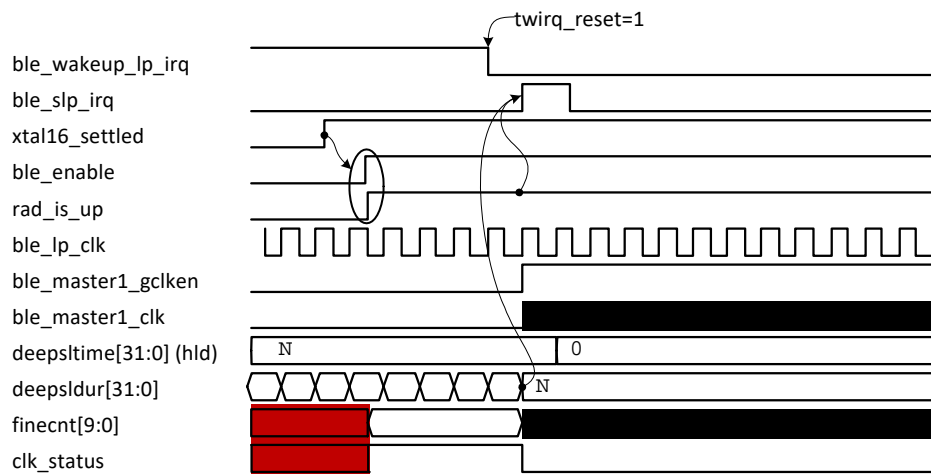 twirq_reset=1
ble_wakeup_lp_irq
ble_slp_irq
xtal16_settled
ble_enable
rad_is_up
ble_lp_clk
ble_master1_gclken
ble_master1_clk
deepsltime[31:0] (hld) N 0
deepsldur[31:0] N
finecnt[9:0]
clk_status